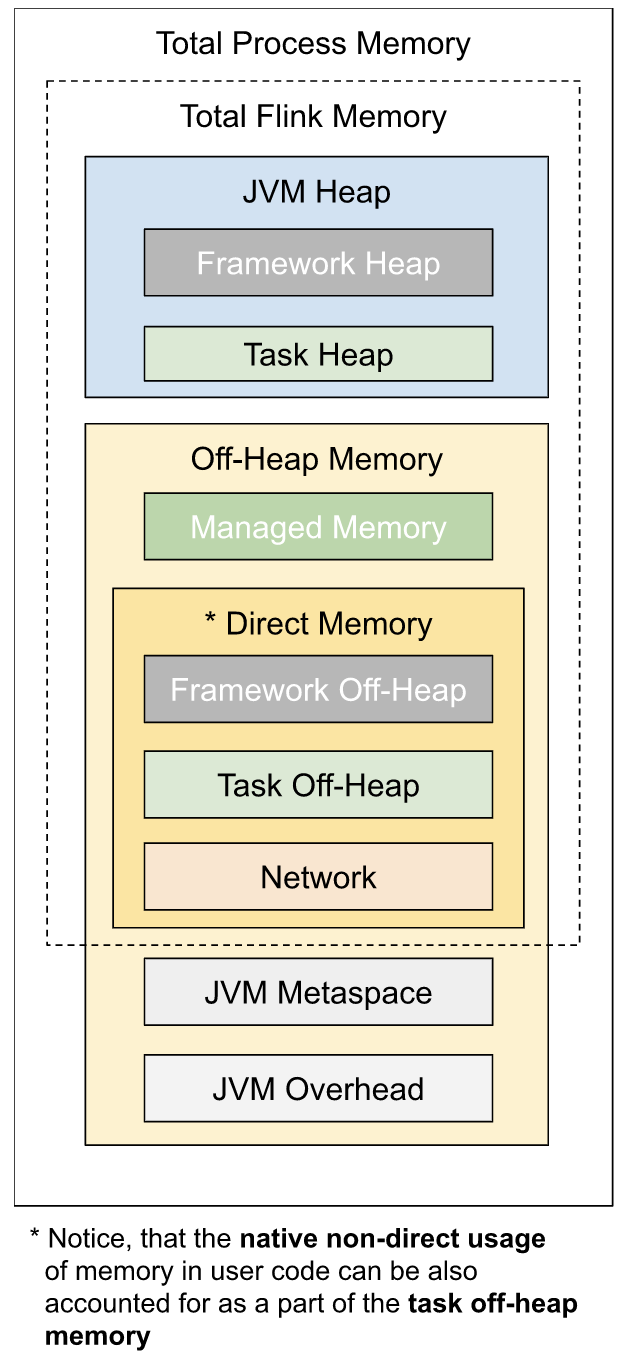 Total Process Memory
Total Flink Memory
JVM Heap
Framework Heap
Task Heap
Off-Heap Memory
Managed Memory
* Direct Memory
Framework Off-Heap
Task Off-Heap
Network
JVM Metaspace
JVM Overhead
* Notice, that the native non-direct usage
of memory in user code can be also
accounted for as a part of the task off-heap
memory